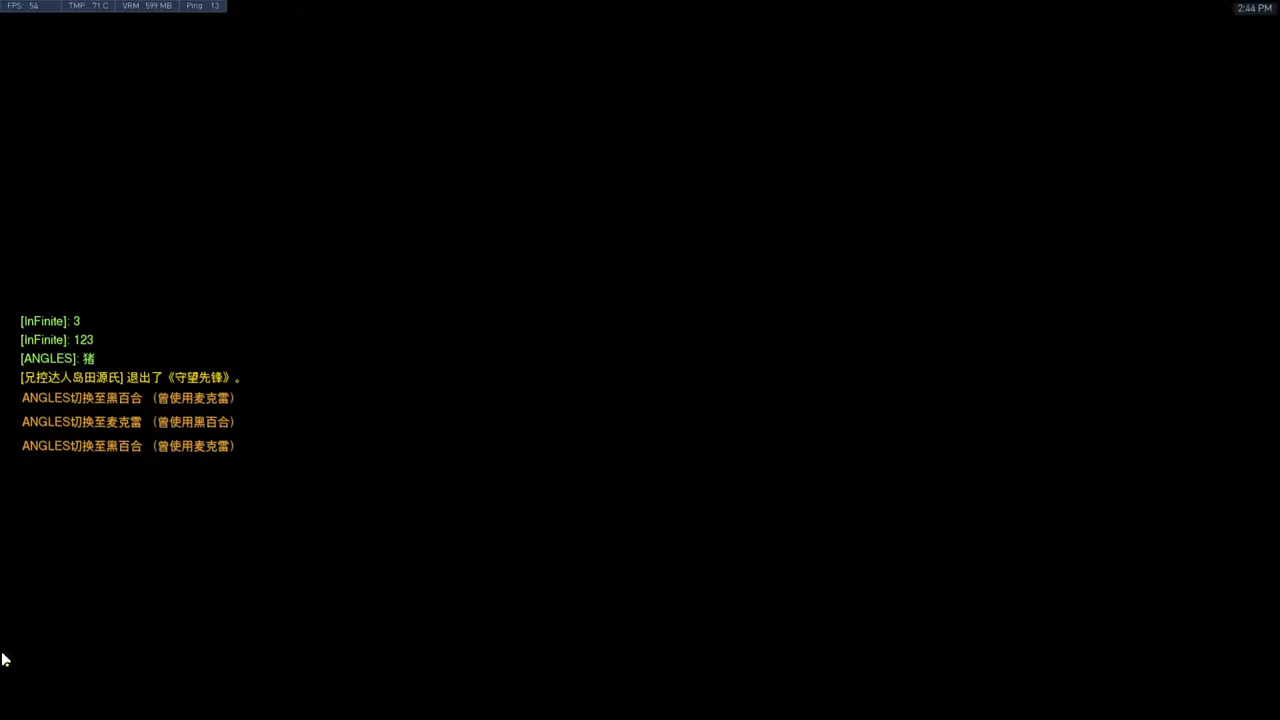 FPS: 54 TMP: 71 C VRM: 599 MB Ping: 13
2:44 PM
[InFinite]: 3
[InFinite]: 123
[ANGLES]: 猪
[兄控达人岛田源氏] 退出了《守望先锋》。
ANGLES切换至黑百合 （曾使用麦克雷）
ANGLES切换至麦克雷 （曾使用黑百合）
ANGLES切换至黑百合 （曾使用麦克雷）